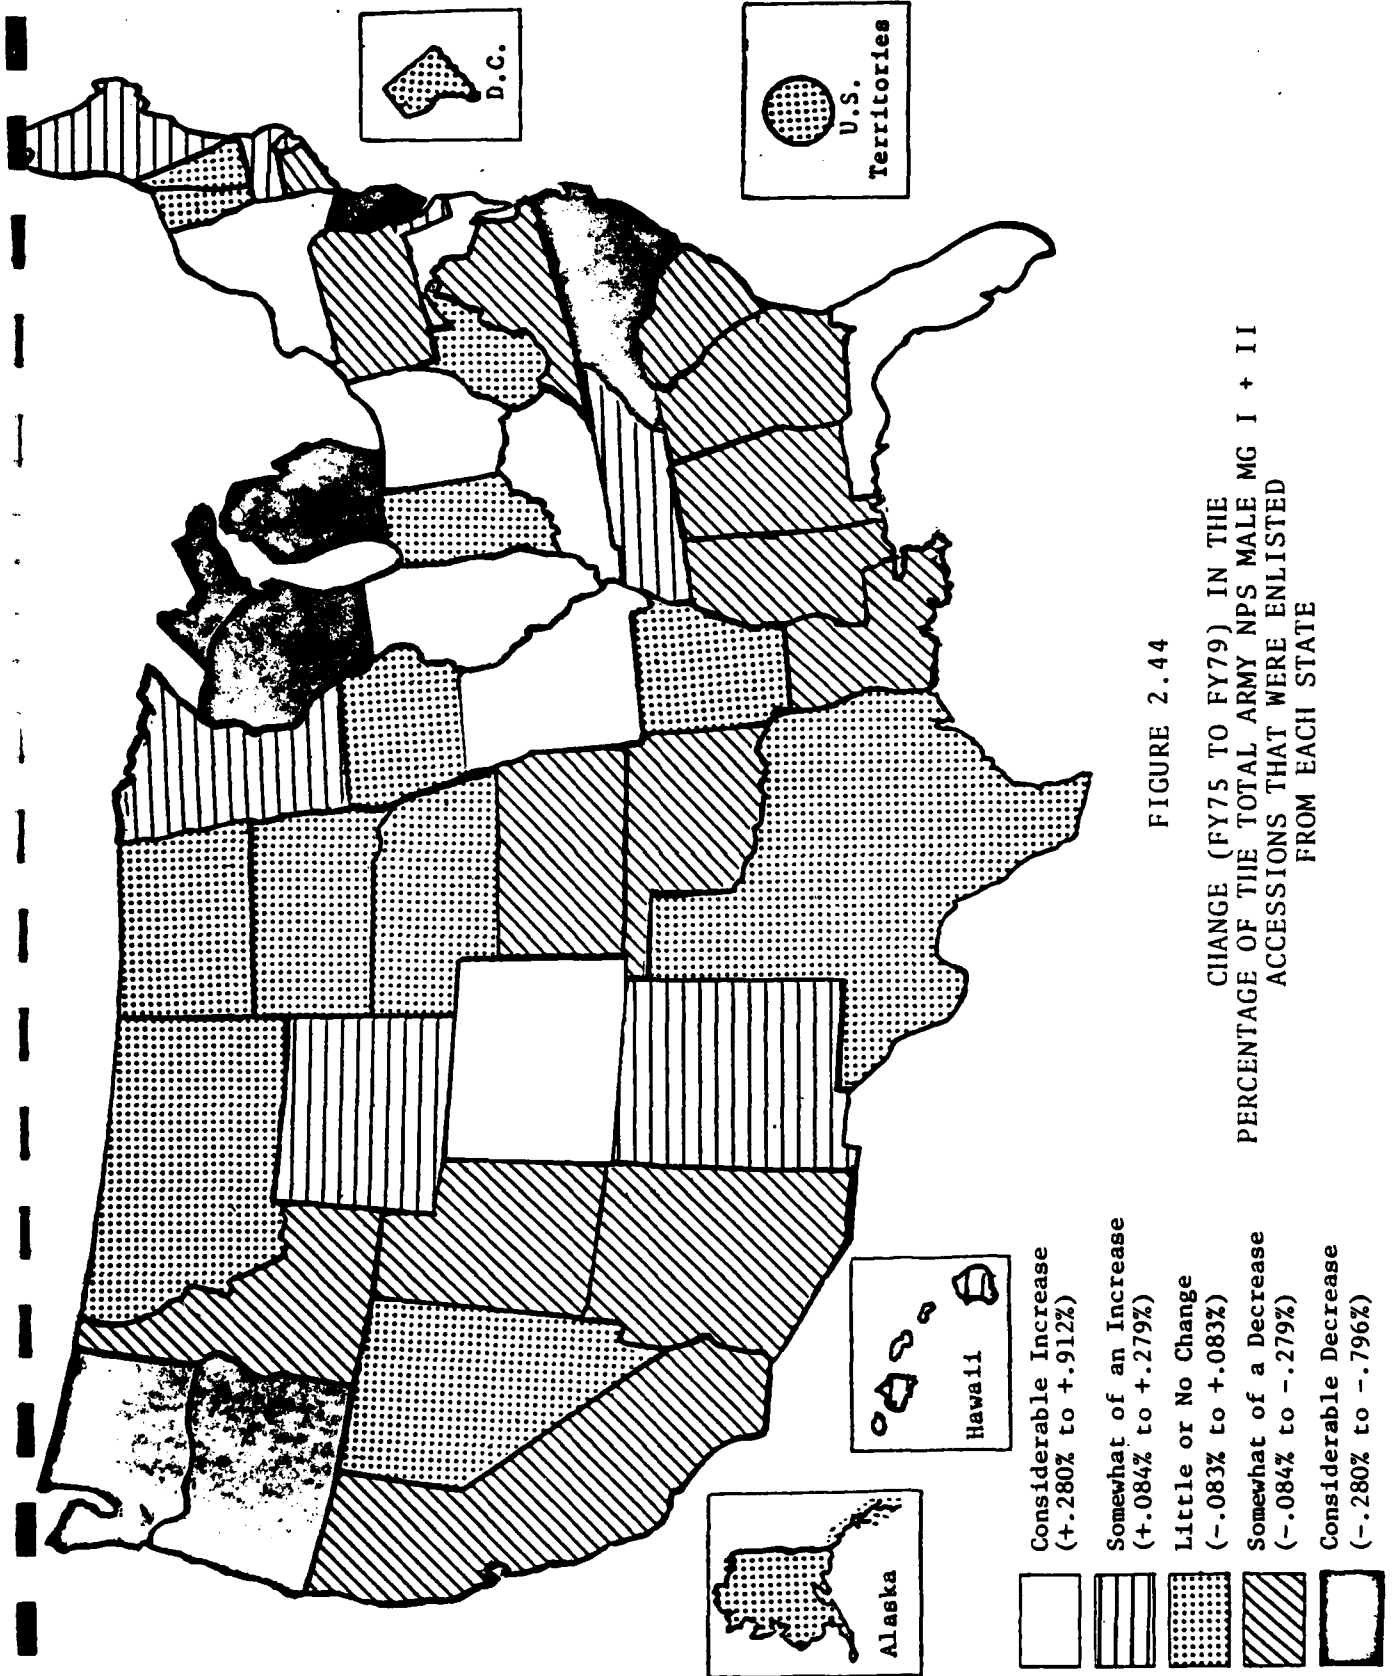 D.C.
U.S.
Territories
Alaska
Hawaii
Considerable Increase
(+.280% to +.912%)
Somewhat of an Increase
(+.084% to +.279%)
Little or No Change
(-.083% to +.083%)
Somewhat of a Decrease
(-.084% to -.279%)
Considerable Decrease
(-.280% to -.796%)
FIGURE 2.44
CHANGE (FY75 TO FY79) IN THE
PERCENTAGE OF THE TOTAL ARMY NPS MALE MG I + II
ACCESSIONS THAT WERE ENLISTED
FROM EACH STATE